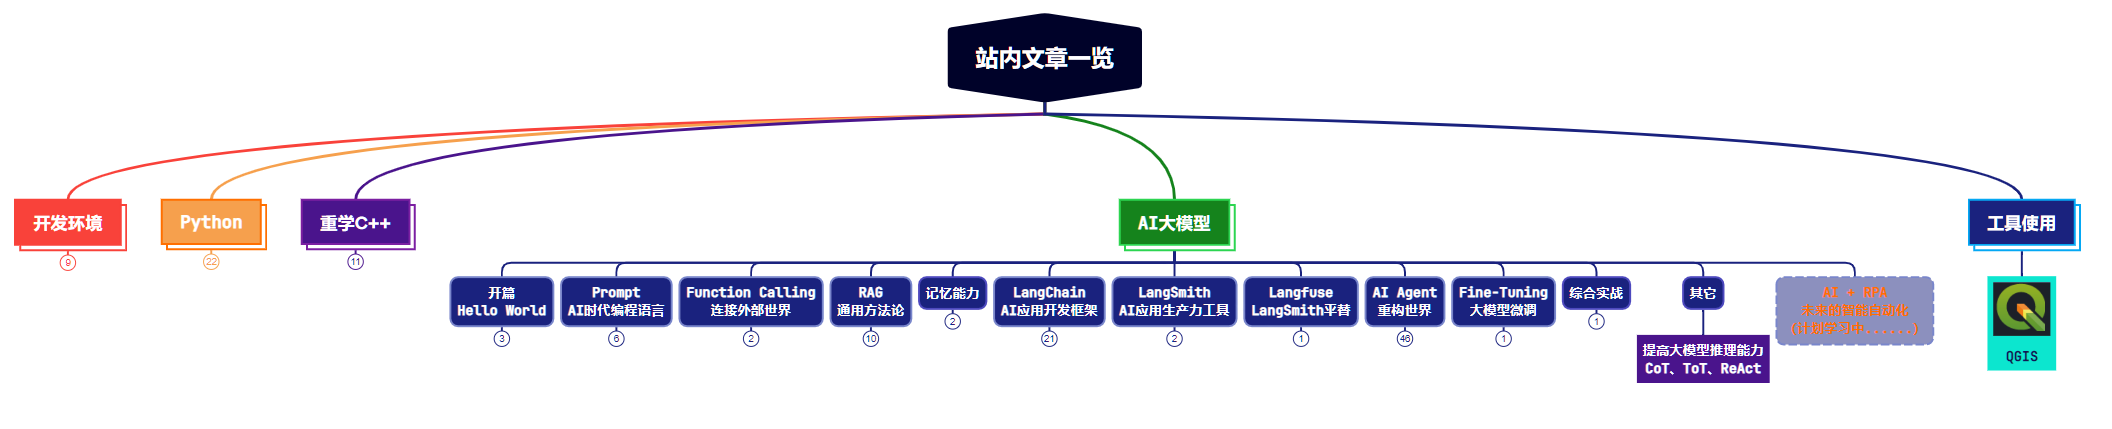 站内文章一览
开发环境
9
Python
22
重学C++
11
AI大模型
工具使用
开篇
Hello World
3
Prompt
AI时代编程语言
6
Function Calling
连接外部世界
2
RAG
通用方法论
10
记忆能力
2
LangChain
AI应用开发框架
21
LangSmith
AI应用生产力工具
2
Langfuse
LangSmith平替
1
AI Agent
重构世界
46
Fine-Tuning
大模型微调
1
综合实战
1
其它
提高大模型推理能力
CoT、ToT、ReAct
AI + RPA
未来的智能自动化
(计划学习中......)
QGIS